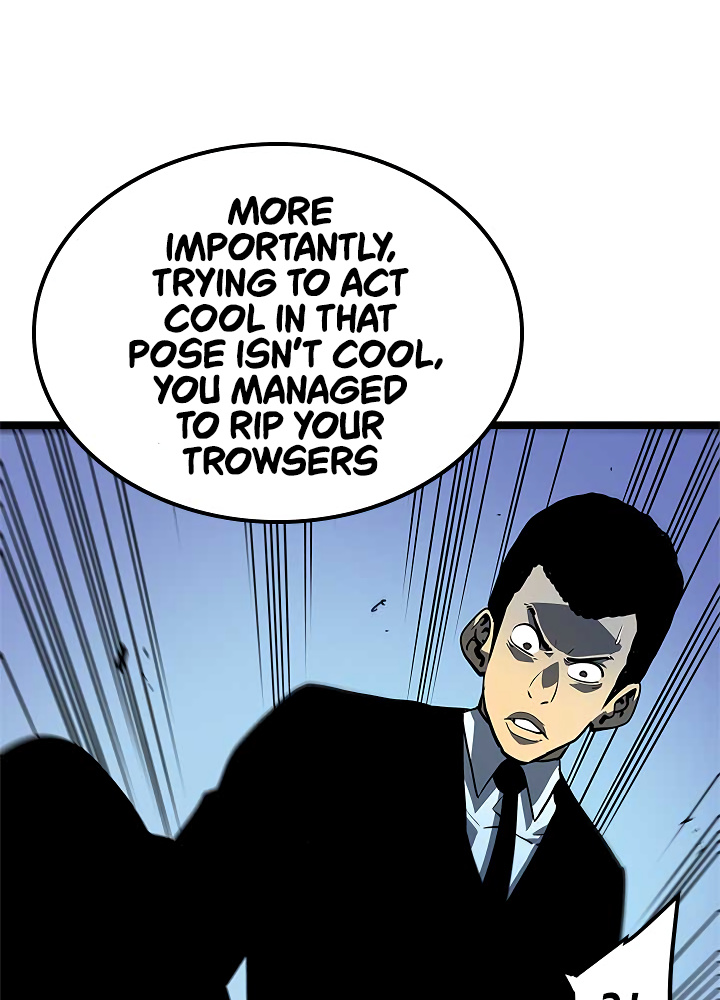 MORE
IMPORTANTLY,
TRYING TO ACT
COOL IN THAT
POSE ISN'T COOL,
YOU MANAGED
TO RIP YOUR
TROWSERS
?!